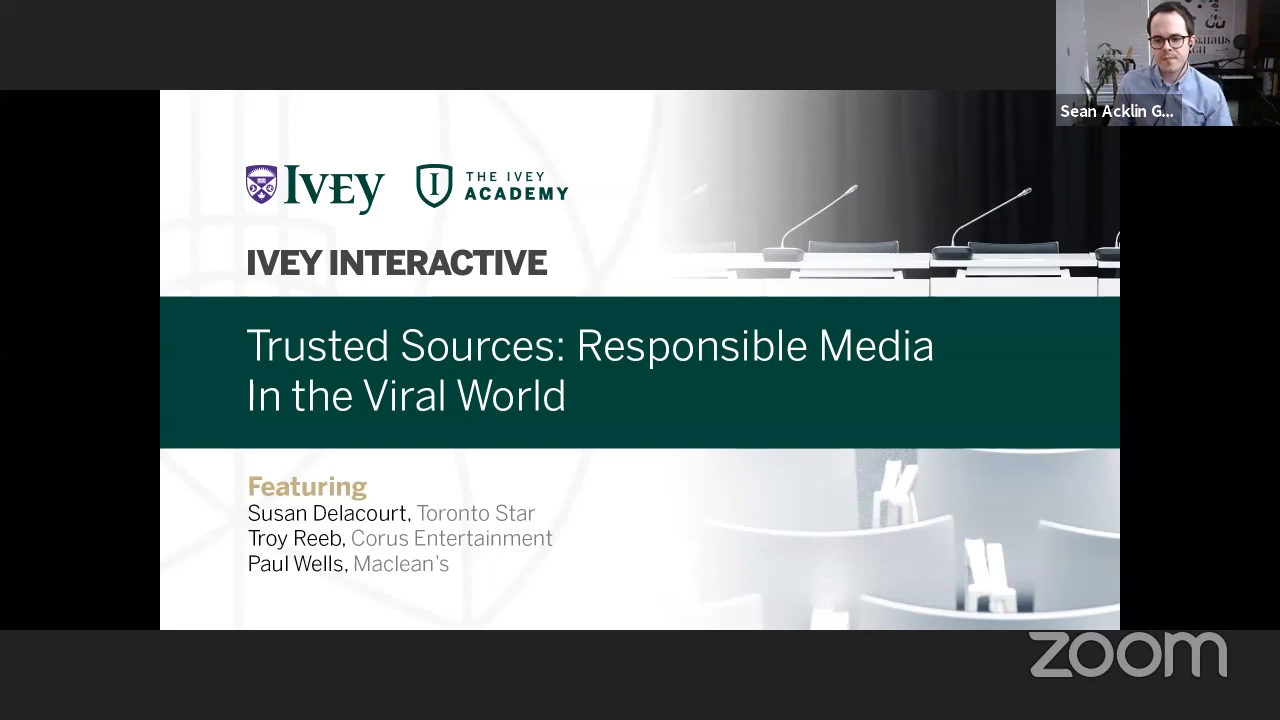 Sean Acklin G...
IVEY
THE IVEY
ACADEMY
IVEY INTERACTIVE
Trusted Sources: Responsible Media
In the Viral World
Featuring
Susan Delacourt, Toronto Star
Troy Reeb, Corus Entertainment
Paul Wells, Maclean's
zoom